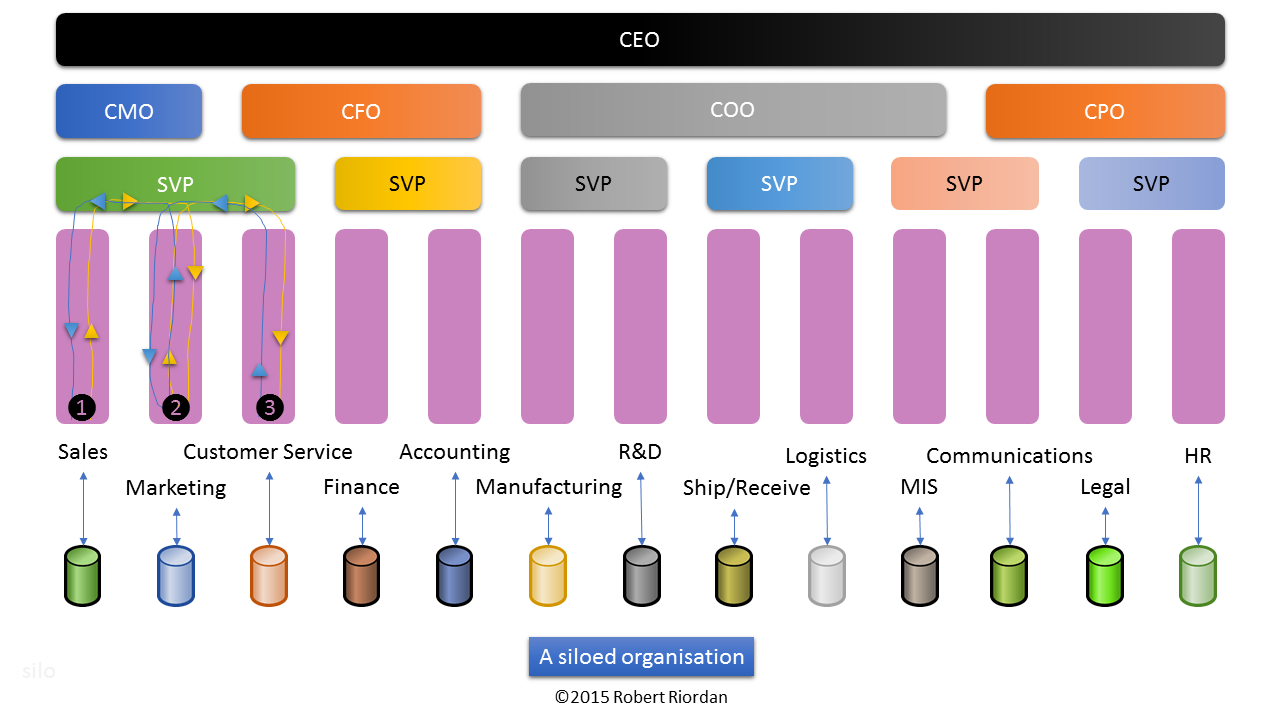 CEO
CMO
CFO
COO
CPO
SVP
SVP
SVP
SVP
SVP
SVP
1
2
3
Sales
Customer Service
Accounting
R&D
Logistics
Communications
HR
Marketing
Finance
Manufacturing
Ship/Receive
MIS
Legal
A siloed organisation
silo
©2015 Robert Riordan